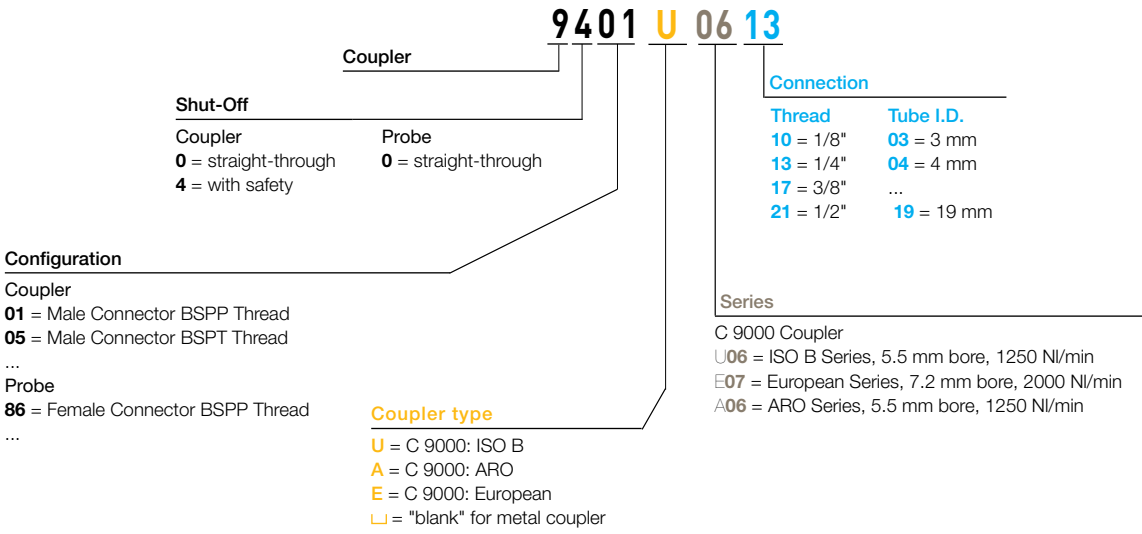 9401 U 06 13
Coupler
Connection
Thread Tube I.D.
10 = 1/8" 03 = 3 mm
13 = 1/4" 04 = 4 mm
17 = 3/8" ...
21 = 1/2" 19 = 19 mm
Shut-Off
Coupler Probe
0 = straight-through 0 = straight-through
4 = with safety
Configuration
Coupler
01 = Male Connector BSPP Thread
05 = Male Connector BSPT Thread
...
Probe
86 = Female Connector BSPP Thread
...
Series
C 9000 Coupler
U06 = ISO B Series, 5.5 mm bore, 1250 Nl/min
E07 = European Series, 7.2 mm bore, 2000 Nl/min
A06 = ARO Series, 5.5 mm bore, 1250 Nl/min
Coupler type
U = C 9000: ISO B
A = C 9000: ARO
E = C 9000: European
⌴ = "blank" for metal coupler